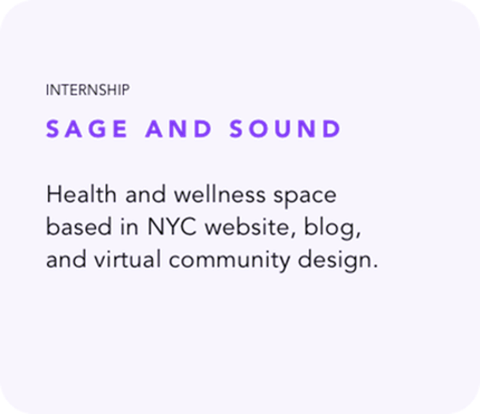 INTERNSHIP
SAGE AND SOUND
Health and wellness space
based in NYC website, blog,
and virtual community design.